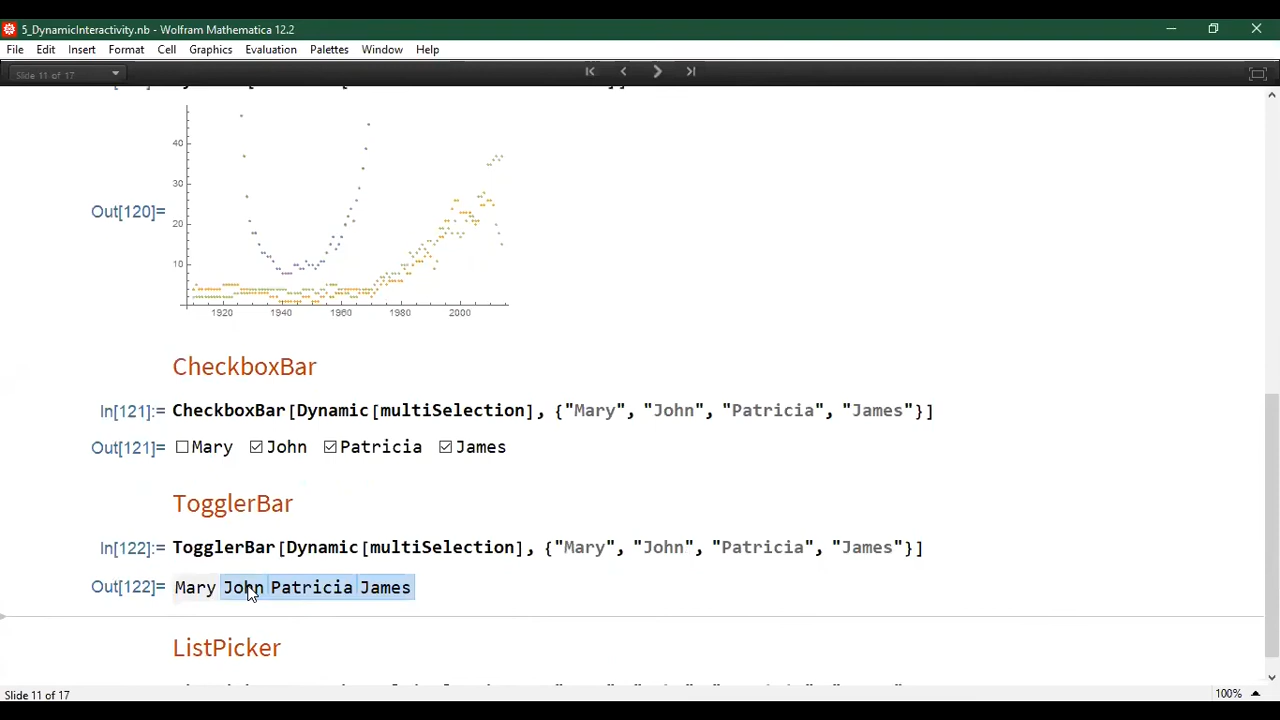 5_DynamicInteractivity.nb - Wolfram Mathematica 12.2
File Edit Insert Format Cell Graphics Evaluation Palettes Window Help
Slide 11 of 17
40
30
Out[120]=
20
10
1920 1940 1960 1980 2000
CheckboxBar
In[121]:= CheckboxBar[Dynamic[multiSelection], {"Mary", "John", "Patricia", "James"}]
Out[121]= Mary John Patricia James
TogglerBar
In[122]:= TogglerBar[Dynamic[multiSelection], {"Mary", "John", "Patricia", "James"}]
Out[122]= Mary John Patricia James
ListPicker
Slide 11 of 17
100%